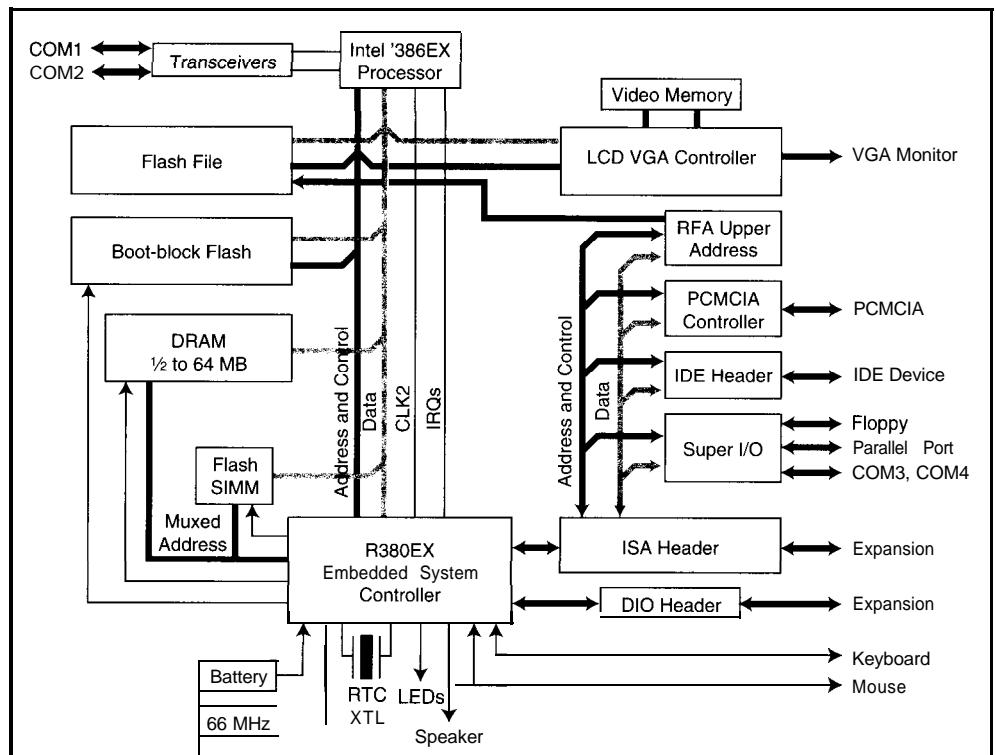 COM1
COM2
Transceivers
Intel '386EX
Processor
Video Memory
Flash File
LCD VGA Controller
VGA Monitor
Boot-block Flash
RFA Upper
Address
PCMCIA
Controller
PCMCIA
DRAM
½ to 64 MB
Address and Control
Data
CLK2
IRQs
Address and Control
Data
IDE Header
IDE Device
Super I/O
Floppy
Parallel Port
COM3, COM4
Flash
SIMM
Muxed
Address
R380EX
Embedded System
Controller
ISA Header
Expansion
DIO Header
Expansion
Keyboard
Mouse
Battery
66 MHz
RTC
XTL
LEDs
Speaker